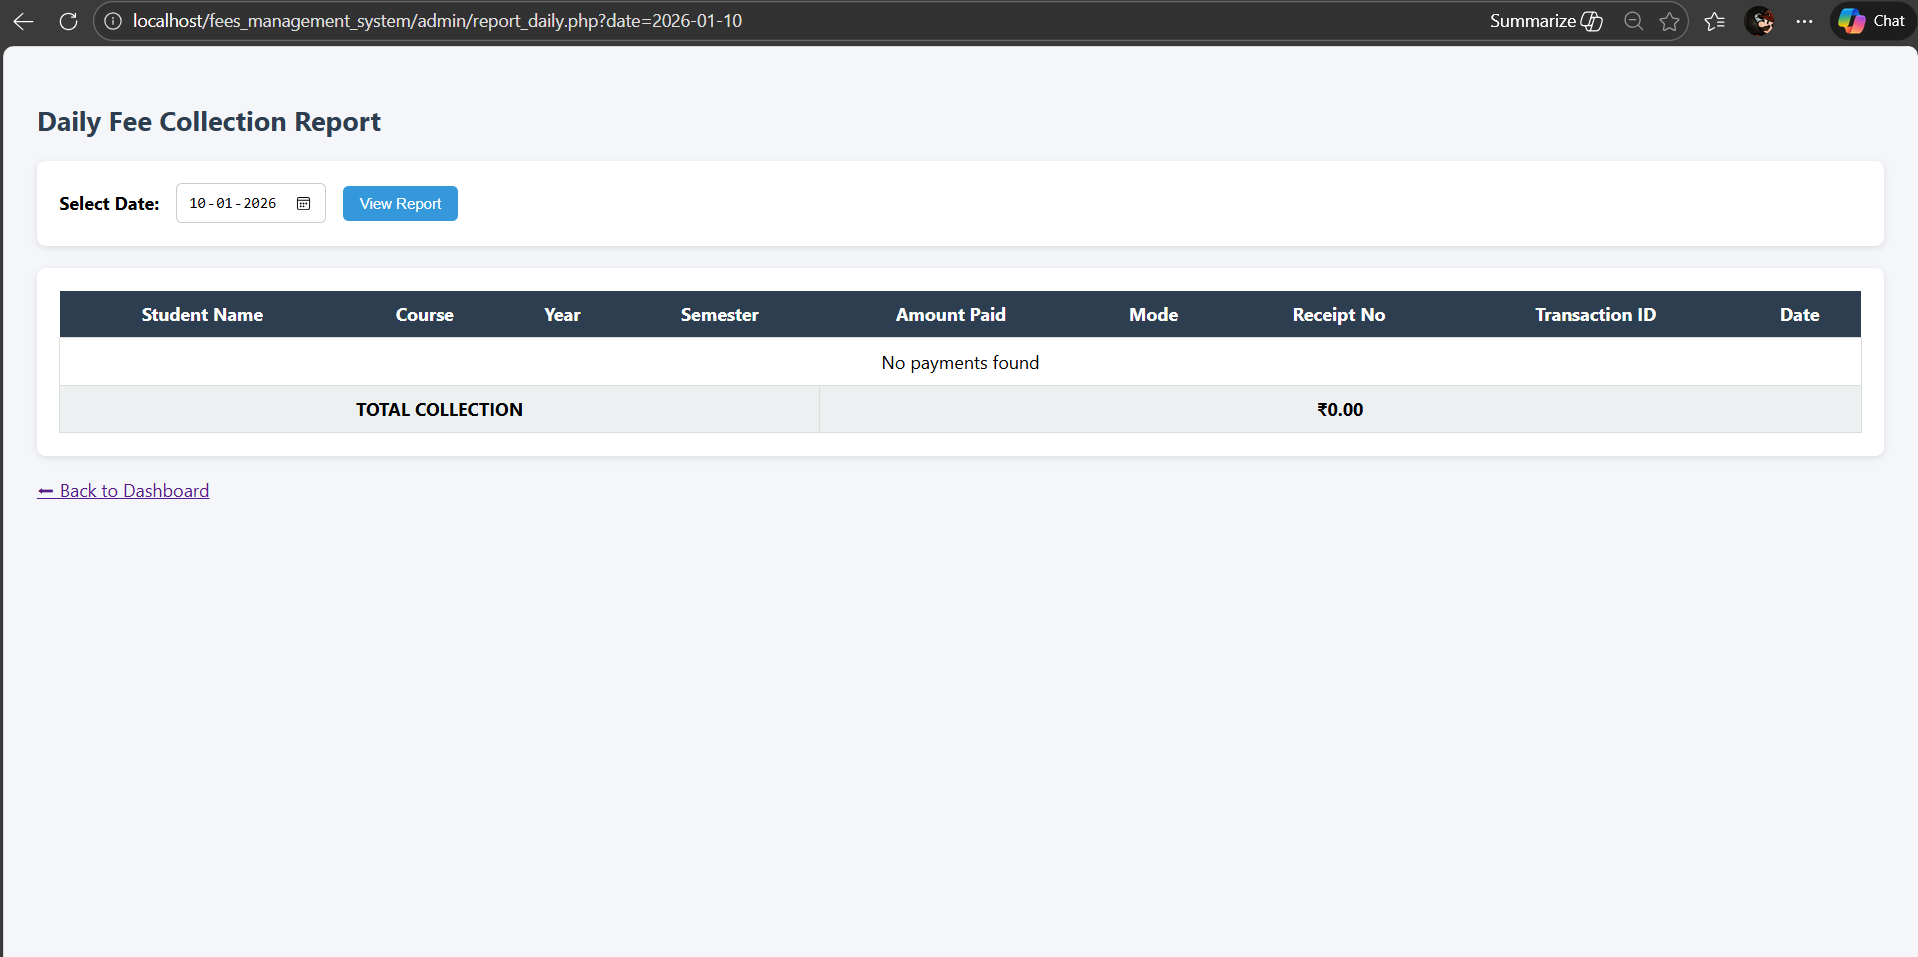 localhost/fees_management_system/admin/report_daily.php?date=2026-01-10 Summarize Chat
Daily Fee Collection Report
Select Date: 10-01-2026 View Report
Student Name Course Year Semester Amount Paid Mode Receipt No Transaction ID Date
No payments found
TOTAL COLLECTION ₹0.00
← Back to Dashboard